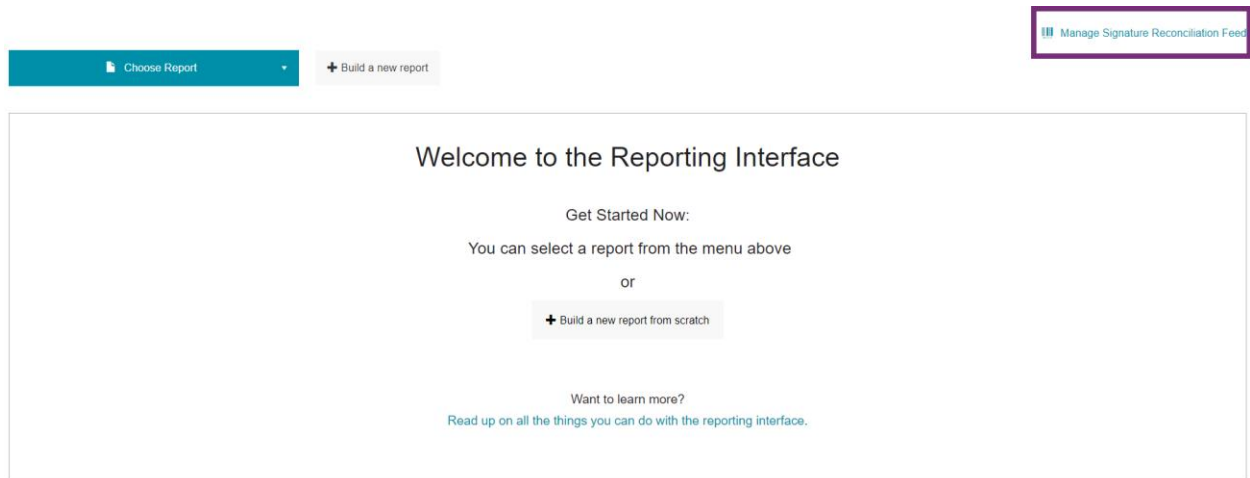 Manage Signature Reconciliation Feed
Choose Report
Build a new report
Welcome to the Reporting Interface
Get Started Now:
You can select a report from the menu above
or
Build a new report from scratch
Want to learn more?
Read up on all the things you can do with the reporting interface.